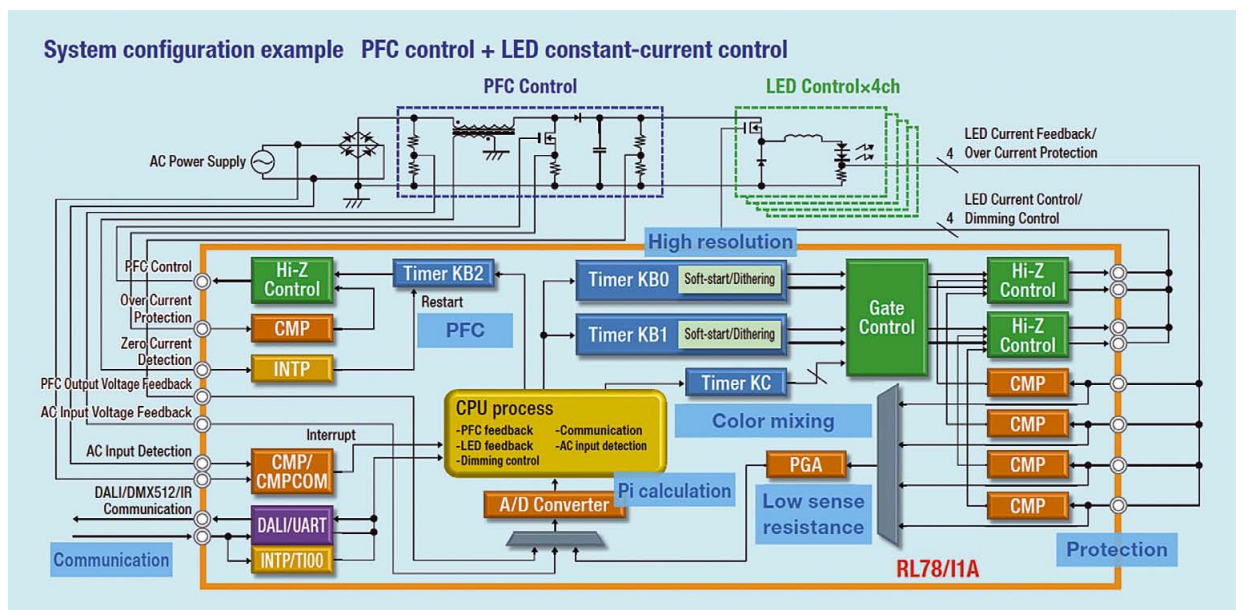 System configuration example PFC control + LED constant-current control
PFC Control
LED Control×4ch
AC Power Supply
LED Current Feedback/
Over Current Protection
4
LED Current Control/
Dimming Control
4
High resolution
PFC Control
Hi-Z
Control
Timer KB2
Restart
PFC
Over Current
Protection
CMP
Zero Current
Detection
INTP
PFC Output Voltage Feedback
AC Input Voltage Feedback
Timer KB0
Soft-start/Dithering
Timer KB1
Soft-start/Dithering
Timer KC
Color mixing
Gate
Control
Hi-Z
Control
Hi-Z
Control
CMP
CMP
CMP
CMP
CPU process
-PFC feedback
-LED feedback
-Dimming control
-Communication
-AC input detection
Interrupt
AC Input Detection
CMP/
CMPCOM
Pi calculation
A/D Converter
PGA
Low sense
resistance
DALI/DMX512/IR
Communication
DALI/UART
INTP/TI00
Communication
Protection
RL78/I1A